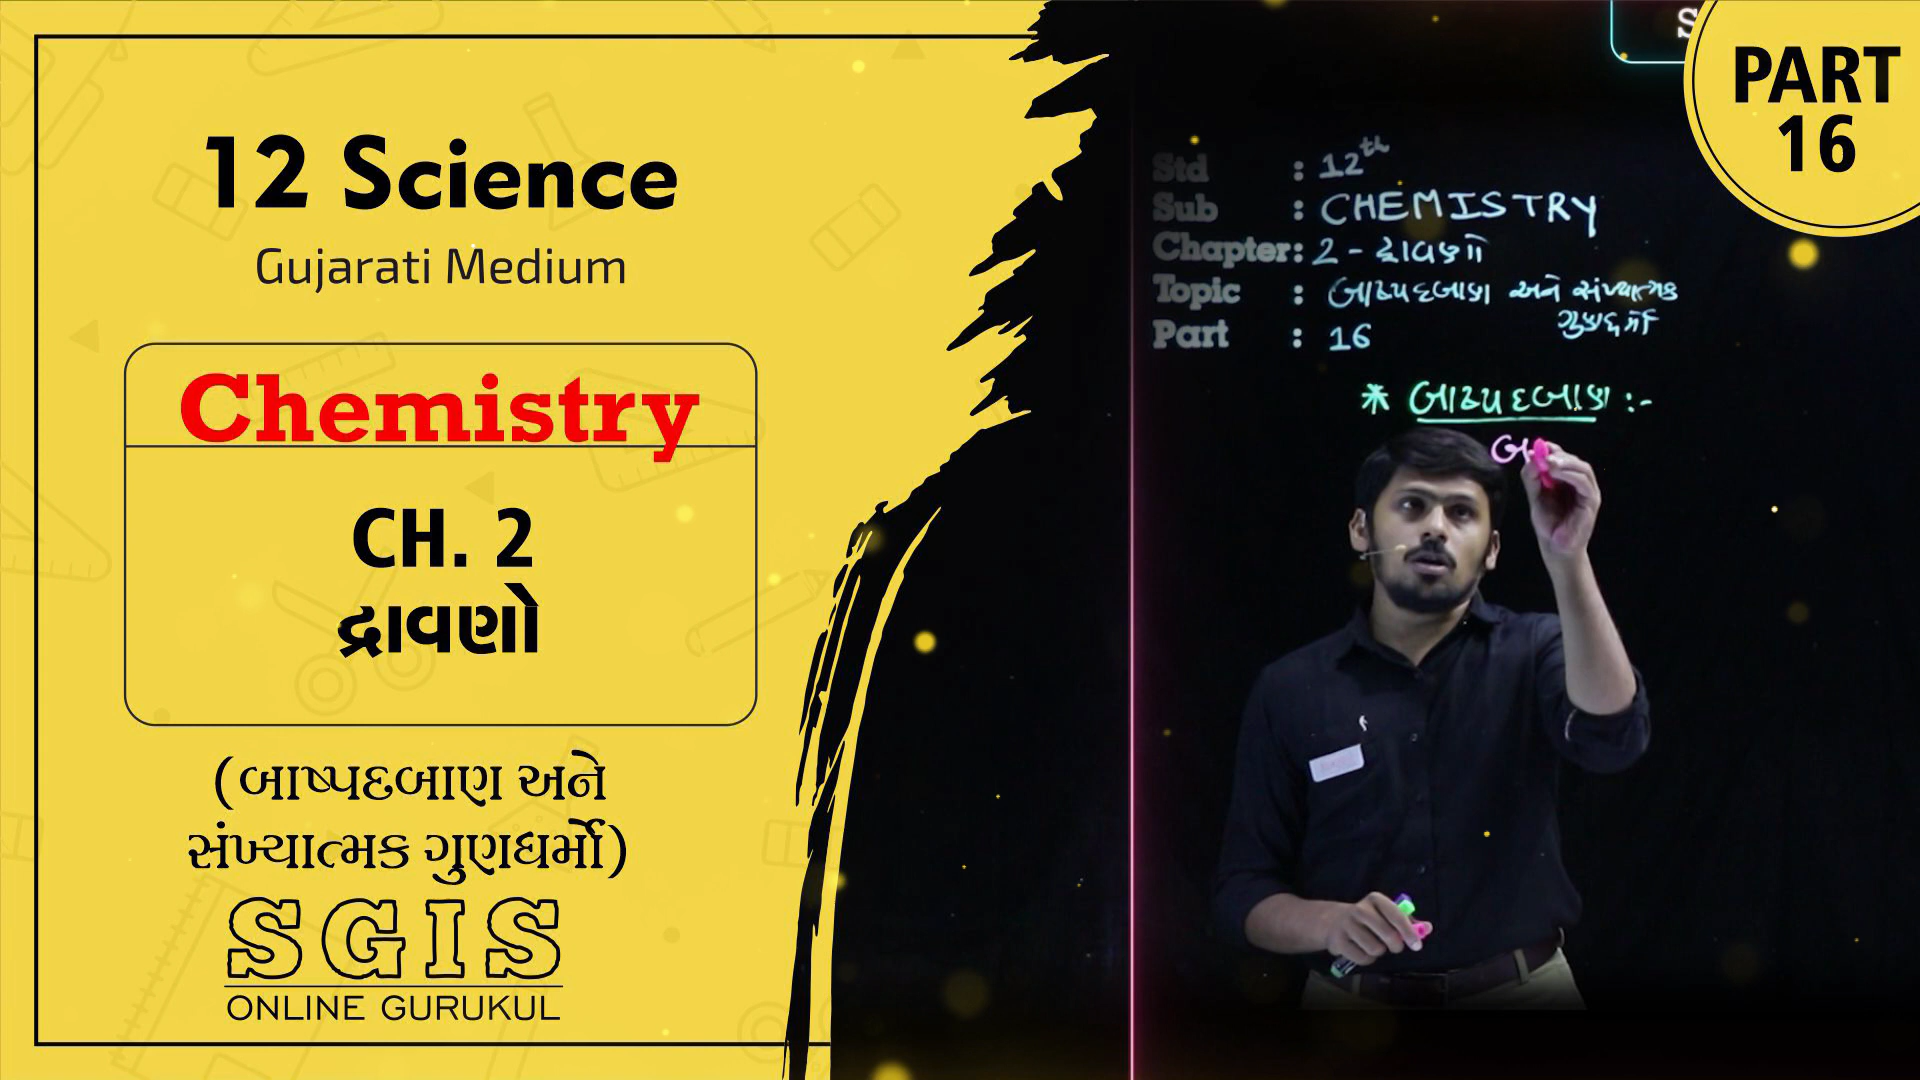 12 Science
Gujarati Medium
Chemistry
CH. 2
દ્રાવણો
(બાષ્પદબાણ અને
સંખ્યાત્મક ગુણધર્મો)
SGIS
ONLINE GURUKUL
PART
16
Std : 12th
Sub : CHEMISTRY
Chapter: 2 - દ્રાવણો
Topic : બાષ્પદબાણ અને સંખ્યાત્મક
ગુણધર્મો
Part : 16
* બાષ્પદબાણ :-